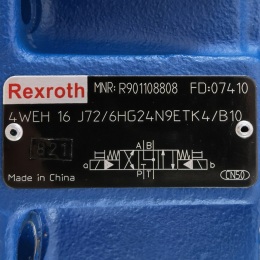 Rexroth MNR: R901108808 FD:07410
4WEH 16 J72/6HG24N9ETK4/B10
821
A B
a b
P T
Made in China
CN50